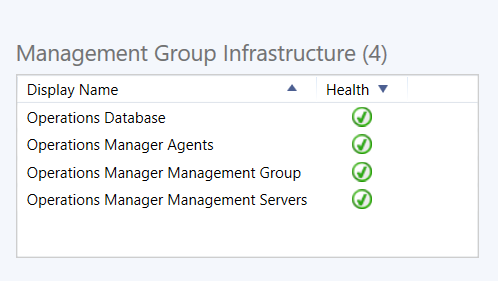 Management Group Infrastructure (4)
Display Name Health
Operations Database
Operations Manager Agents
Operations Manager Management Group
Operations Manager Management Servers